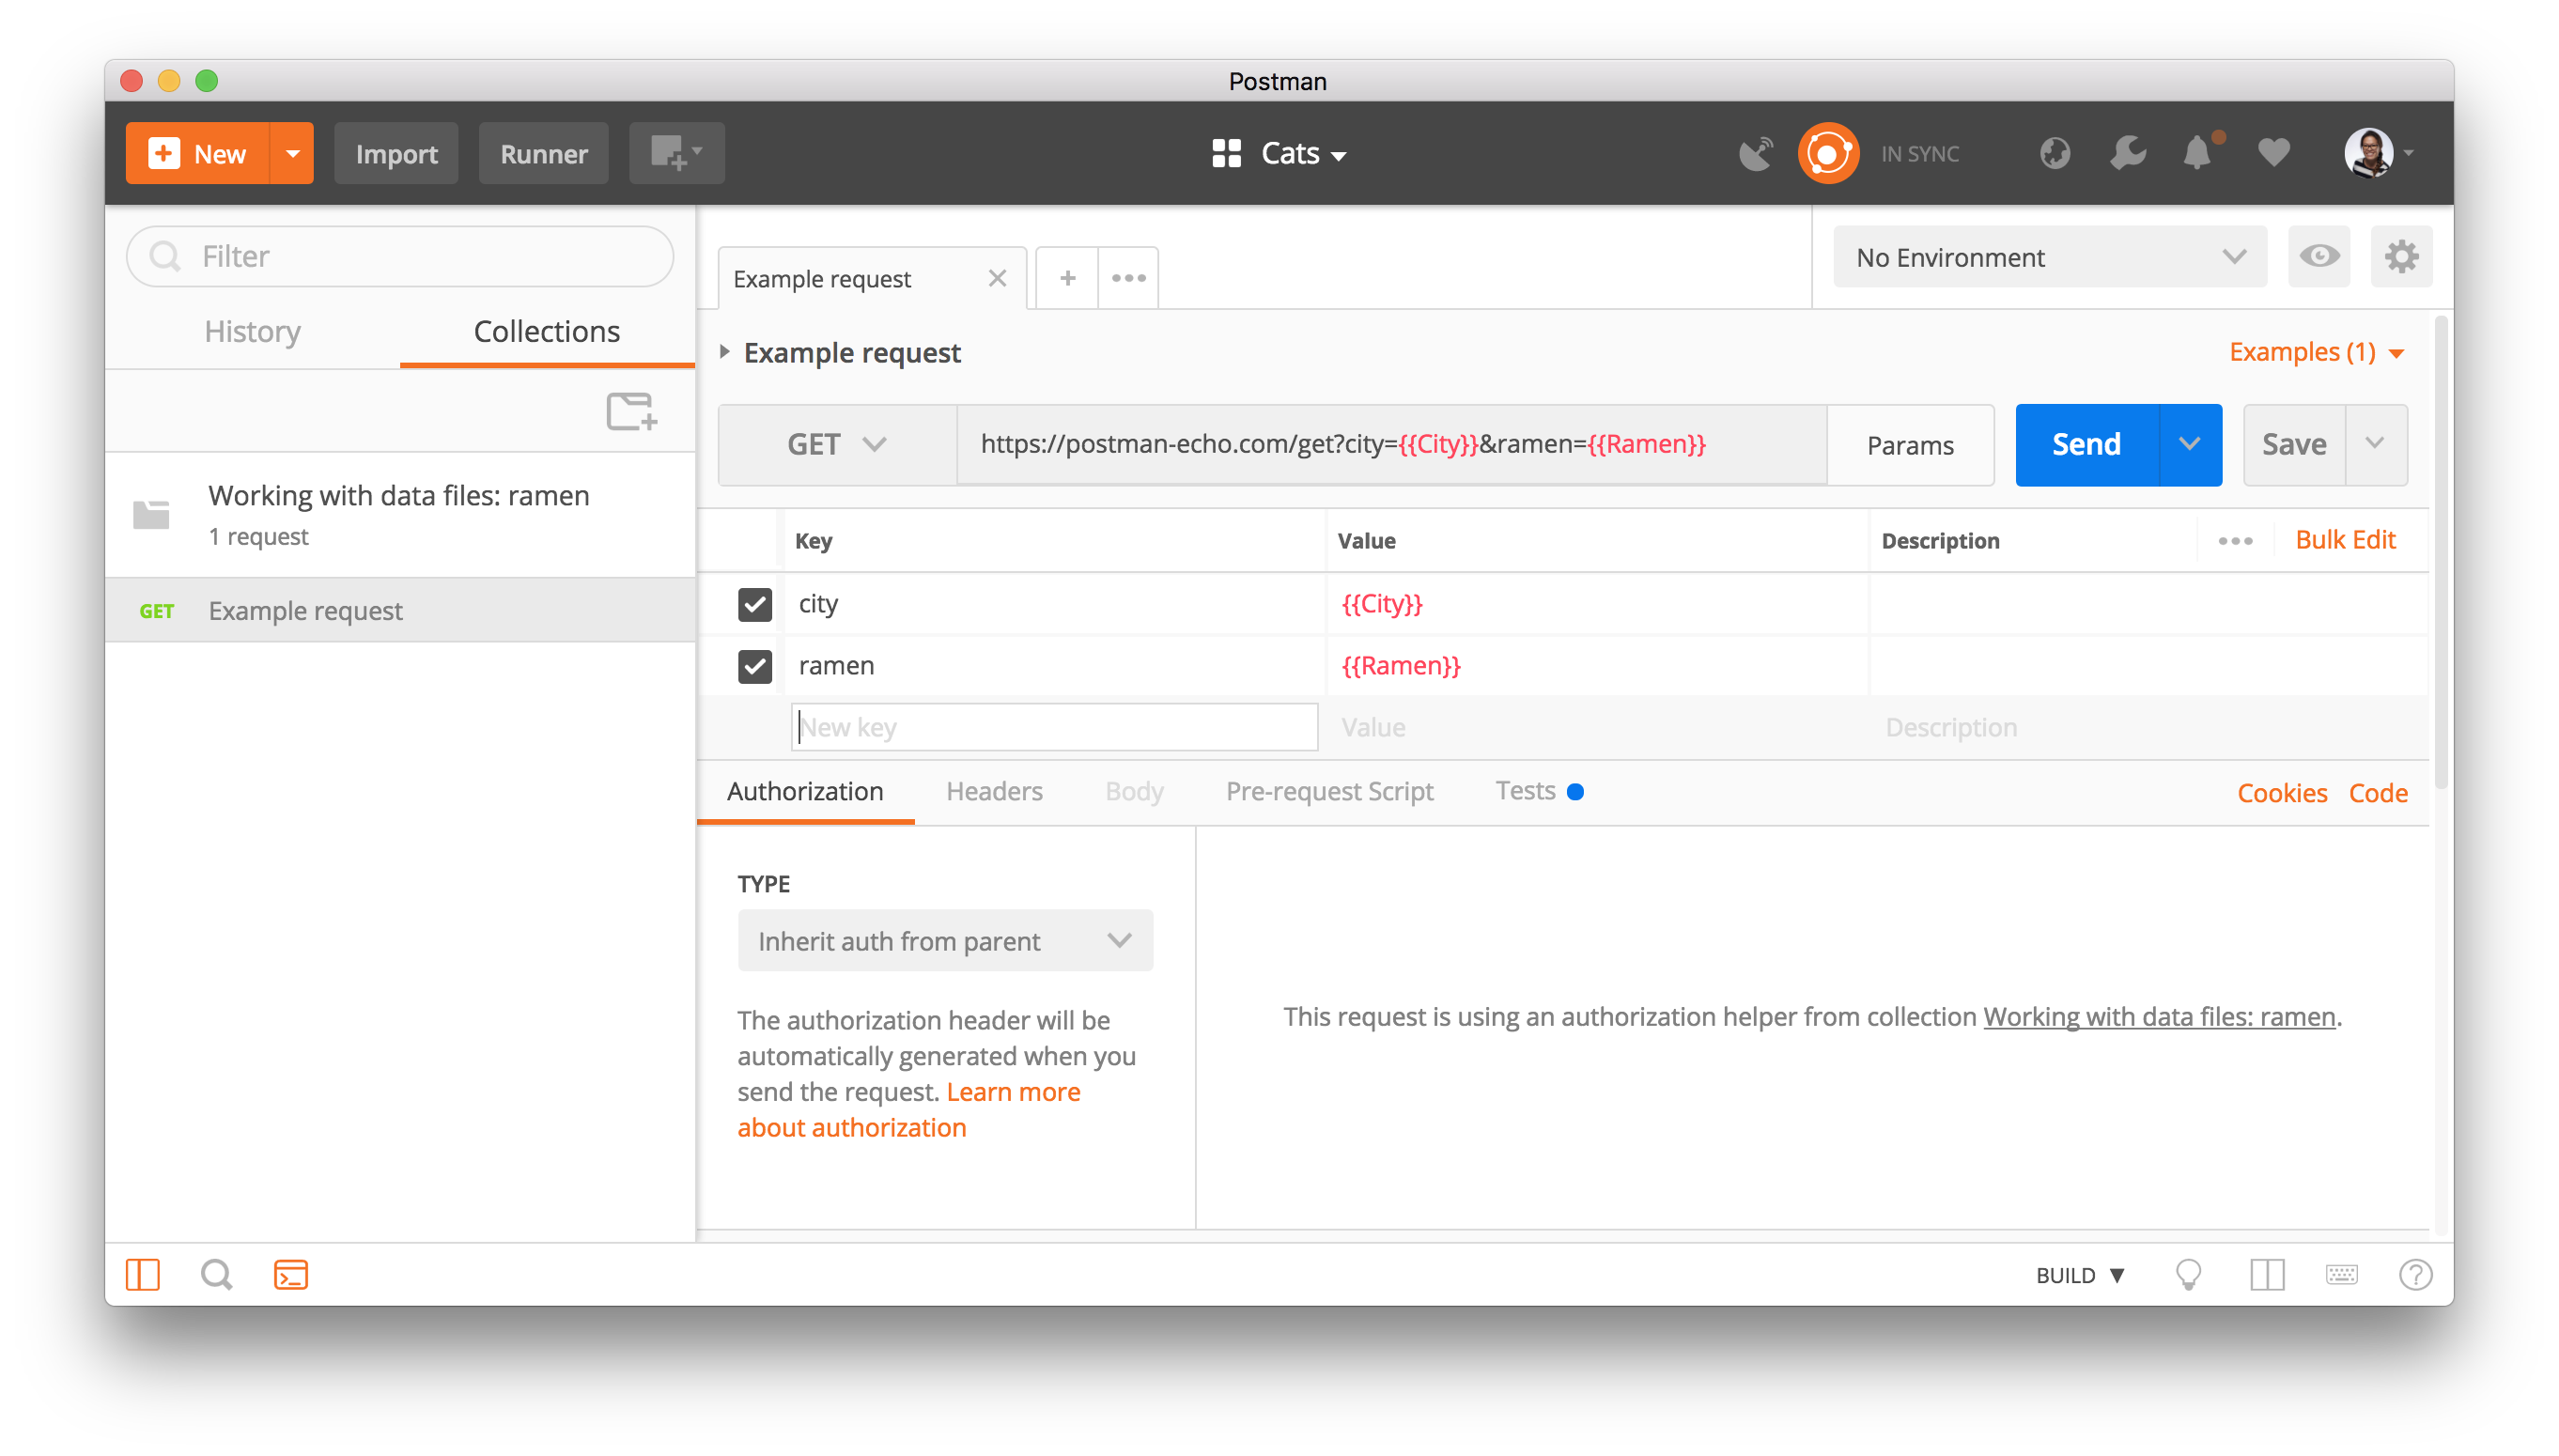 Postman
New
Import
Runner
Cats
IN SYNC
Filter
History
Collections
Working with data files: ramen
1 request
GET
Example request
Example request
No Environment
Example request
Examples (1)
GET
https://postman-echo.com/get?city={{City}}&ramen={{Ramen}}
Params
Send
Save
Key
Value
Description
Bulk Edit
city
{{City}}
ramen
{{Ramen}}
New key
Value
Description
Authorization
Headers
Body
Pre-request Script
Tests
Cookies
Code
TYPE
Inherit auth from parent
The authorization header will be
automatically generated when you
send the request. Learn more
about authorization
This request is using an authorization helper from collection Working with data files: ramen.
BUILD